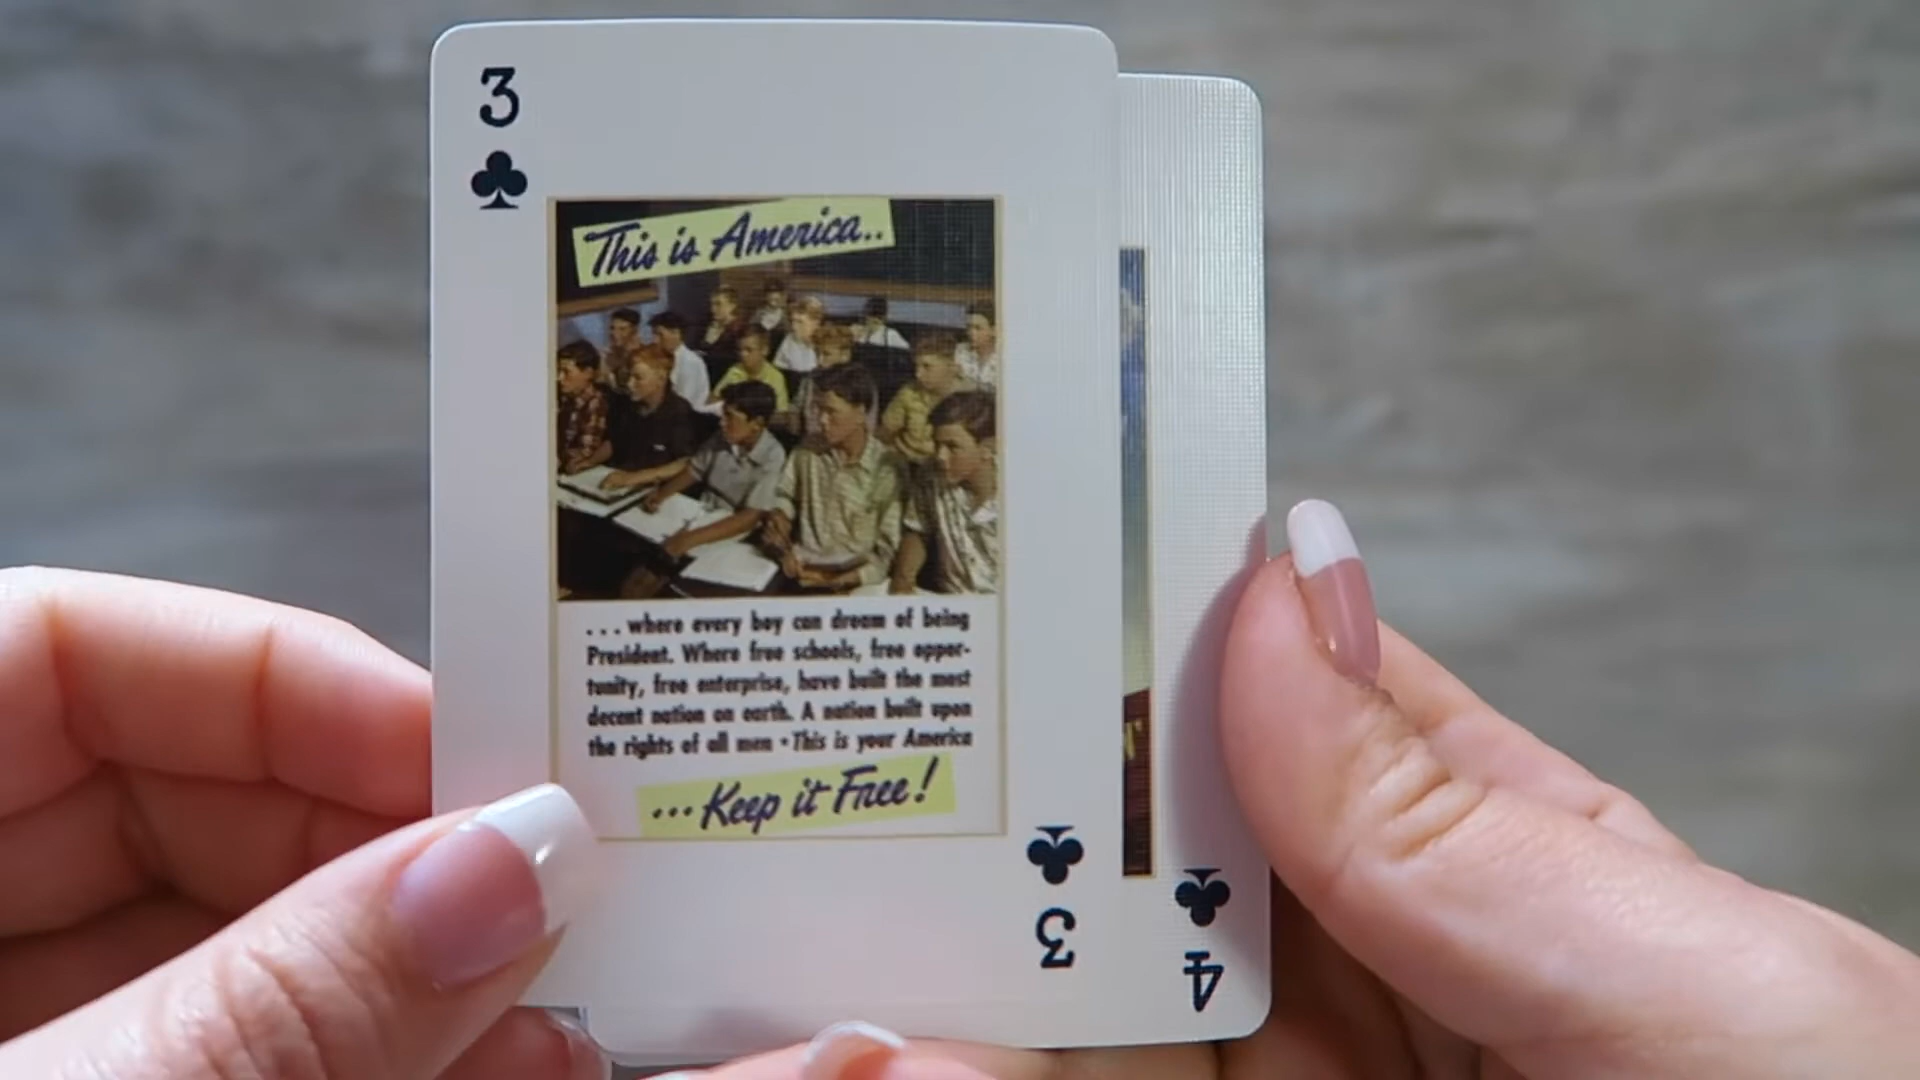 3
This is America..
... where every boy can dream of being
President. Where free schools, free oppor-
tunity, free enterprise, have built the most
decent nation on earth. A nation built upon
the rights of all men • This is your America
...Keep it Free!
3
4